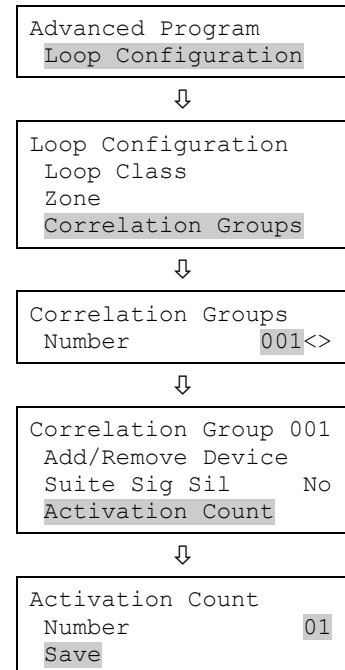 Advanced Program
Loop Configuration
⇩
Loop Configuration
Loop Class
Zone
Correlation Groups
⇩
Correlation Groups
Number 001<>
⇩
Correlation Group 001
Add/Remove Device
Suite Sig Sil No
Activation Count
⇩
Activation Count
Number 01
Save